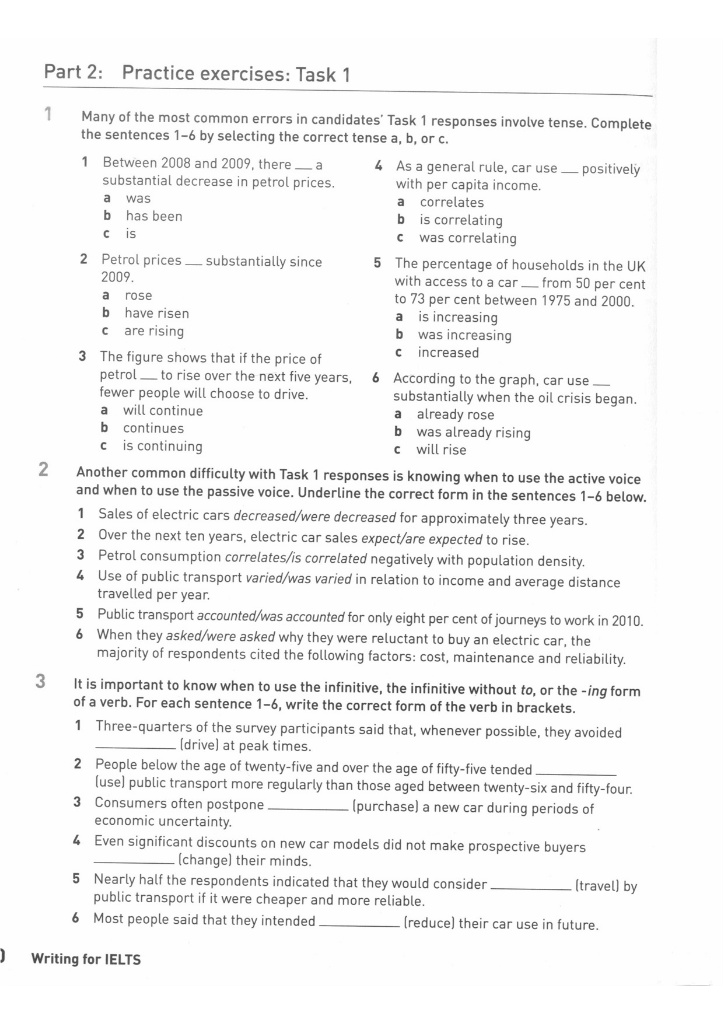 Part 2: Practice exercises: Task 1
1 Many of the most common errors in candidates' Task 1 responses involve tense. Complete
the sentences 1–6 by selecting the correct tense a, b, or c.
1 Between 2008 and 2009, there __ a
substantial decrease in petrol prices.
a was
b has been
c is
2 Petrol prices __ substantially since
2009.
a rose
b have risen
c are rising
3 The figure shows that if the price of
petrol __ to rise over the next five years,
fewer people will choose to drive.
a will continue
b continues
c is continuing
4 As a general rule, car use __ positively
with per capita income.
a correlates
b is correlating
c was correlating
5 The percentage of households in the UK
with access to a car __ from 50 per cent
to 73 per cent between 1975 and 2000.
a is increasing
b was increasing
c increased
6 According to the graph, car use __
substantially when the oil crisis began.
a already rose
b was already rising
c will rise
2 Another common difficulty with Task 1 responses is knowing when to use the active voice
and when to use the passive voice. Underline the correct form in the sentences 1–6 below.
1 Sales of electric cars decreased/were decreased for approximately three years.
2 Over the next ten years, electric car sales expect/are expected to rise.
3 Petrol consumption correlates/is correlated negatively with population density.
4 Use of public transport varied/was varied in relation to income and average distance
travelled per year.
5 Public transport accounted/was accounted for only eight per cent of journeys to work in 2010.
6 When they asked/were asked why they were reluctant to buy an electric car, the
majority of respondents cited the following factors: cost, maintenance and reliability.
3 It is important to know when to use the infinitive, the infinitive without to, or the -ing form
of a verb. For each sentence 1–6, write the correct form of the verb in brackets.
1 Three-quarters of the survey participants said that, whenever possible, they avoided
__________ (drive) at peak times.
2 People below the age of twenty-five and over the age of fifty-five tended __________
(use) public transport more regularly than those aged between twenty-six and fifty-four.
3 Consumers often postpone __________ (purchase) a new car during periods of
economic uncertainty.
4 Even significant discounts on new car models did not make prospective buyers
__________ (change) their minds.
5 Nearly half the respondents indicated that they would consider __________ (travel) by
public transport if it were cheaper and more reliable.
6 Most people said that they intended __________ (reduce) their car use in future.
Writing for IELTS